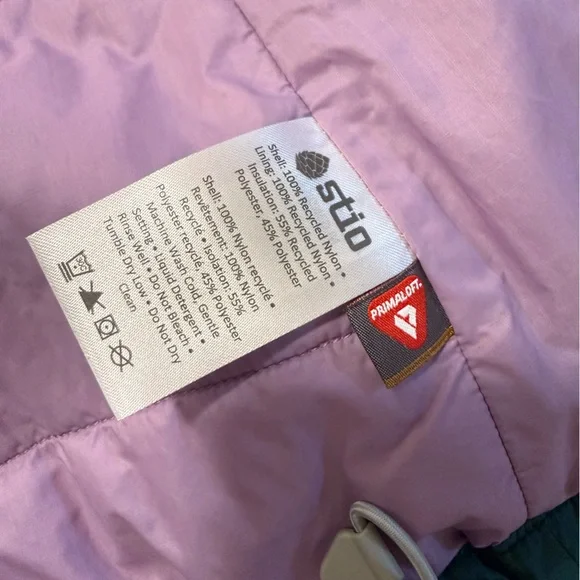 stio
Shell: 100% Recycled Nylon •
Lining: 100% Recycled Nylon •
Insulation: 55% Recycled
Polyester, 45% Polyester
Shell: 100% Nylon recyclé •
Revêtement: 100% Nylon
Recyclé • Isolation: 55%
Polyester recyclé, 45% Polyester
Machine Wash Cold, Gentle
Setting • Liquid Detergent •
Rinse Well • Do Not Bleach •
Tumble Dry Low • Do Not Dry
Clean
PRIMALOFT.